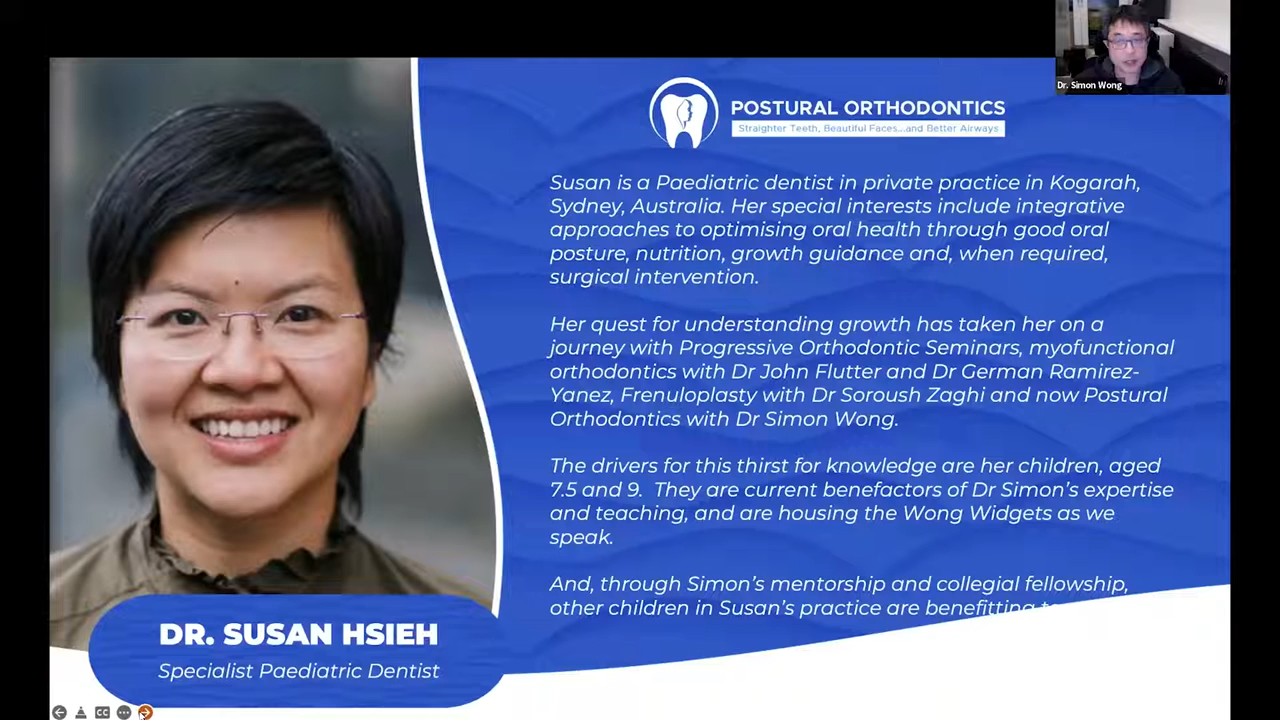 Dr. Simon Wong
POSTURAL ORTHODONTICS
Straighter Teeth, Beautiful Faces...and Better Airways
Susan is a Paediatric dentist in private practice in Kogarah,
Sydney, Australia. Her special interests include integrative
approaches to optimising oral health through good oral
posture, nutrition, growth guidance and, when required,
surgical intervention.
Her quest for understanding growth has taken her on a
journey with Progressive Orthodontic Seminars, myofunctional
orthodontics with Dr John Flutter and Dr German Ramirez-
Yanez, Frenuloplasty with Dr Soroush Zaghi and now Postural
Orthodontics with Dr Simon Wong.
The drivers for this thirst for knowledge are her children, aged
7.5 and 9. They are current benefactors of Dr Simon's expertise
and teaching, and are housing the Wong Widgets as we
speak.
And, through Simon's mentorship and collegial fellowship,
other children in Susan's practice are benefitting
DR. SUSAN HSIEH
Specialist Paediatric Dentist
CC